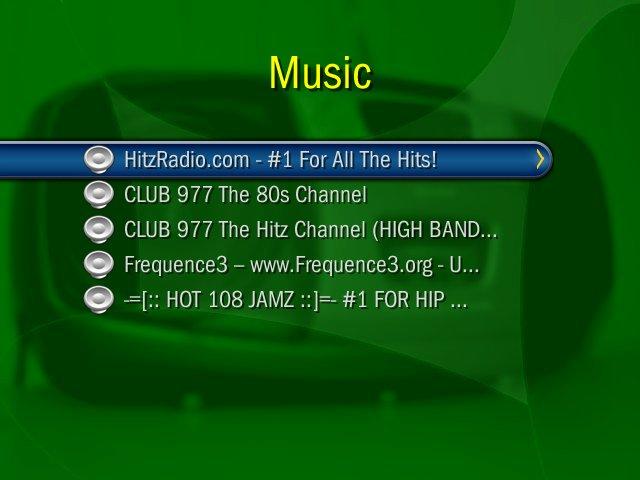 Music
HitzRadio.com - #1 For All The Hits!
CLUB 977 The 80s Channel
CLUB 977 The Hitz Channel (HIGH BAND...
Frequence3 – www.Frequence3.org - U...
-=[:: HOT 108 JAMZ ::]=- #1 FOR HIP ...